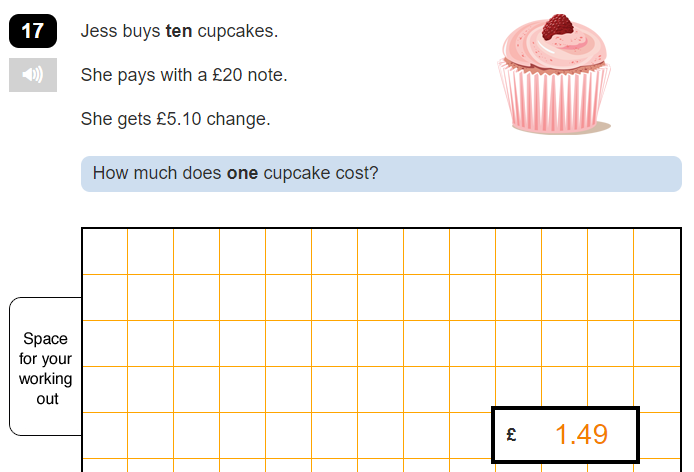 17
Jess buys ten cupcakes.
She pays with a £20 note.
She gets £5.10 change.
How much does one cupcake cost?
Space
for your
working
out
£ 1.49